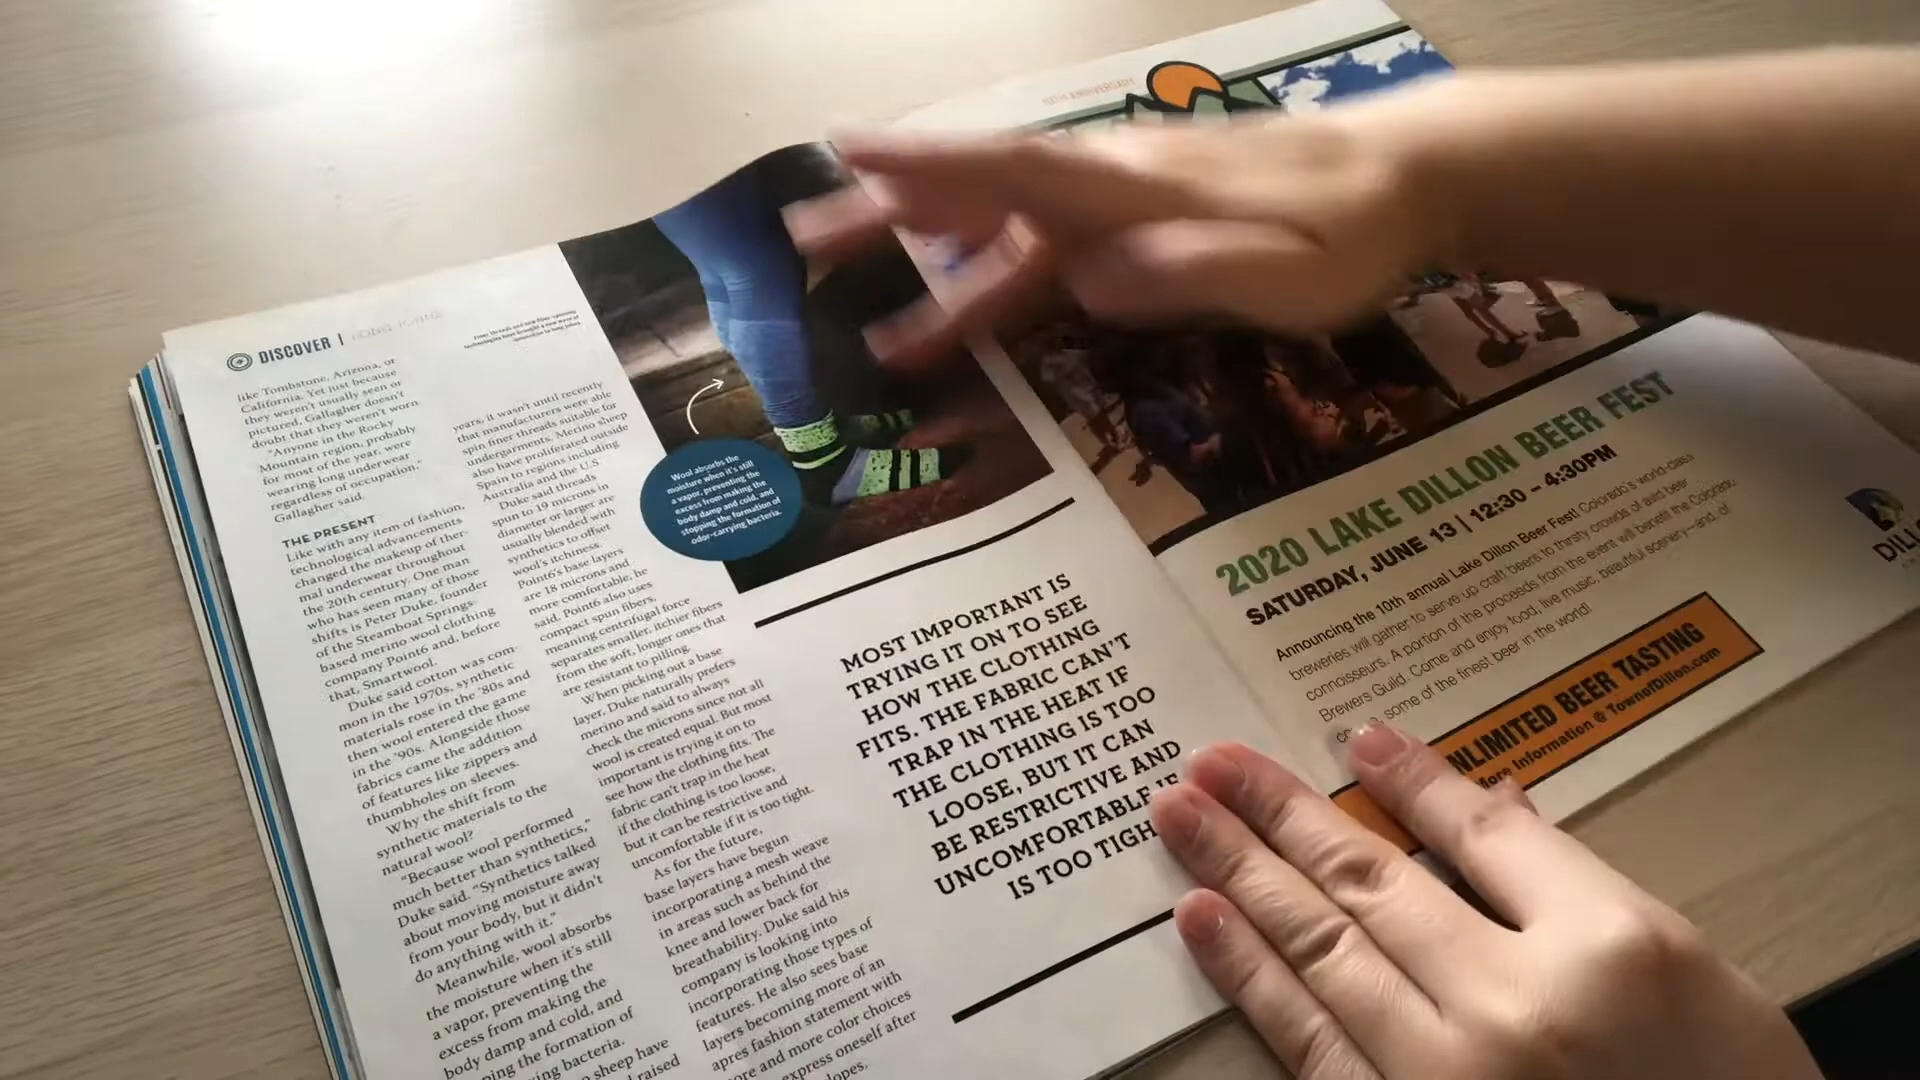 DISCOVER |
like Tombstone, Arizona, or
California. Yet just because
they weren't usually seen or
pictured, Gallagher doesn't
doubt that they weren't worn.
"Anyone in the Rocky
Mountain region, probably
for most of the year, were
wearing long underwear
regardless of occupation,"
Gallagher said.
THE PRESENT
Like with any item of fashion,
technological advancements
changed the makeup of ther-
mal underwear throughout
the 20th century. One man
who has seen many of those
shifts is Peter Duke, founder
of the Steamboat Springs-
based merino wool clothing
company Point6 and, before
that, Smartwool.
Duke said cotton was com-
mon in the 1970s, synthetic
materials rose in the '80s and
then wool entered the game
in the '90s. Alongside those
fabrics came the addition
of features like zippers and
thumbholes on sleeves.
Why the shift from
synthetic materials to the
natural wool?
"Because wool performed
much better than synthetics,"
Duke said. "Synthetics talked
about moving moisture away
from your body, but it didn't
do anything with it."
Meanwhile, wool absorbs
the moisture when it's still
a vapor, preventing the
excess from making the
body damp and cold, and
the formation of
bacteria.
sheep have
raised
years, it wasn't until recently
that manufacturers were able
spin finer threads suitable for
undergarments. Merino sheep
also have proliferated outside
Spain to regions including
Australia and the U.S.
Duke said threads
spun to 19 microns in
diameter or larger are
usually blended with
synthetics to offset
wool's itchiness.
Point6's base layers
are 18 microns and
more comfortable, he
said. Point6 also uses
compact spun fibers,
meaning centrifugal force
separates smaller, itchier fibers
from the soft, longer ones that
are resistant to pilling.
When picking out a base
layer, Duke naturally prefers
merino and said to always
check the microns since not all
wool is created equal. But most
important is trying it on to
see how the clothing fits. The
fabric can't trap in the heat
if the clothing is too loose,
but it can be restrictive and
uncomfortable if it is too tight.
As for the future,
base layers have begun
incorporating a mesh weave
in areas such as behind the
knee and lower back for
breathability. Duke said his
company is looking into
incorporating those types of
features. He also sees base
layers becoming more of an
apres fashion statement with
more and more color choices
express oneself after
Wool absorbs the
moisture when it's still
a vapor, preventing the
excess from making the
body damp and cold, and
stopping the formation of
odor-carrying bacteria.
MOST IMPORTANT IS
TRYING IT ON TO SEE
HOW THE CLOTHING
FITS. THE FABRIC CAN'T
TRAP IN THE HEAT IF
THE CLOTHING IS TOO
LOOSE, BUT IT CAN
BE RESTRICTIVE AND
UNCOMFORTABLE IF
IS TOO TIGH
2020 LAKE DILLON BEER FEST
SATURDAY, JUNE 13 | 12:30 – 4:30PM
Announcing the 10th annual Lake Dillon Beer Fest! Colorado's world-class
breweries will gather to serve up craft beers to thirsty crowds of avid beer
connoisseurs. A portion of the proceeds from the event will benefit the Colorado
Brewers Guild. Come and enjoy food, live music, beautiful scenery—and, of
some of the finest beer in the world!
NLIMITED BEER TASTING
More Information @ TownofDillon.com